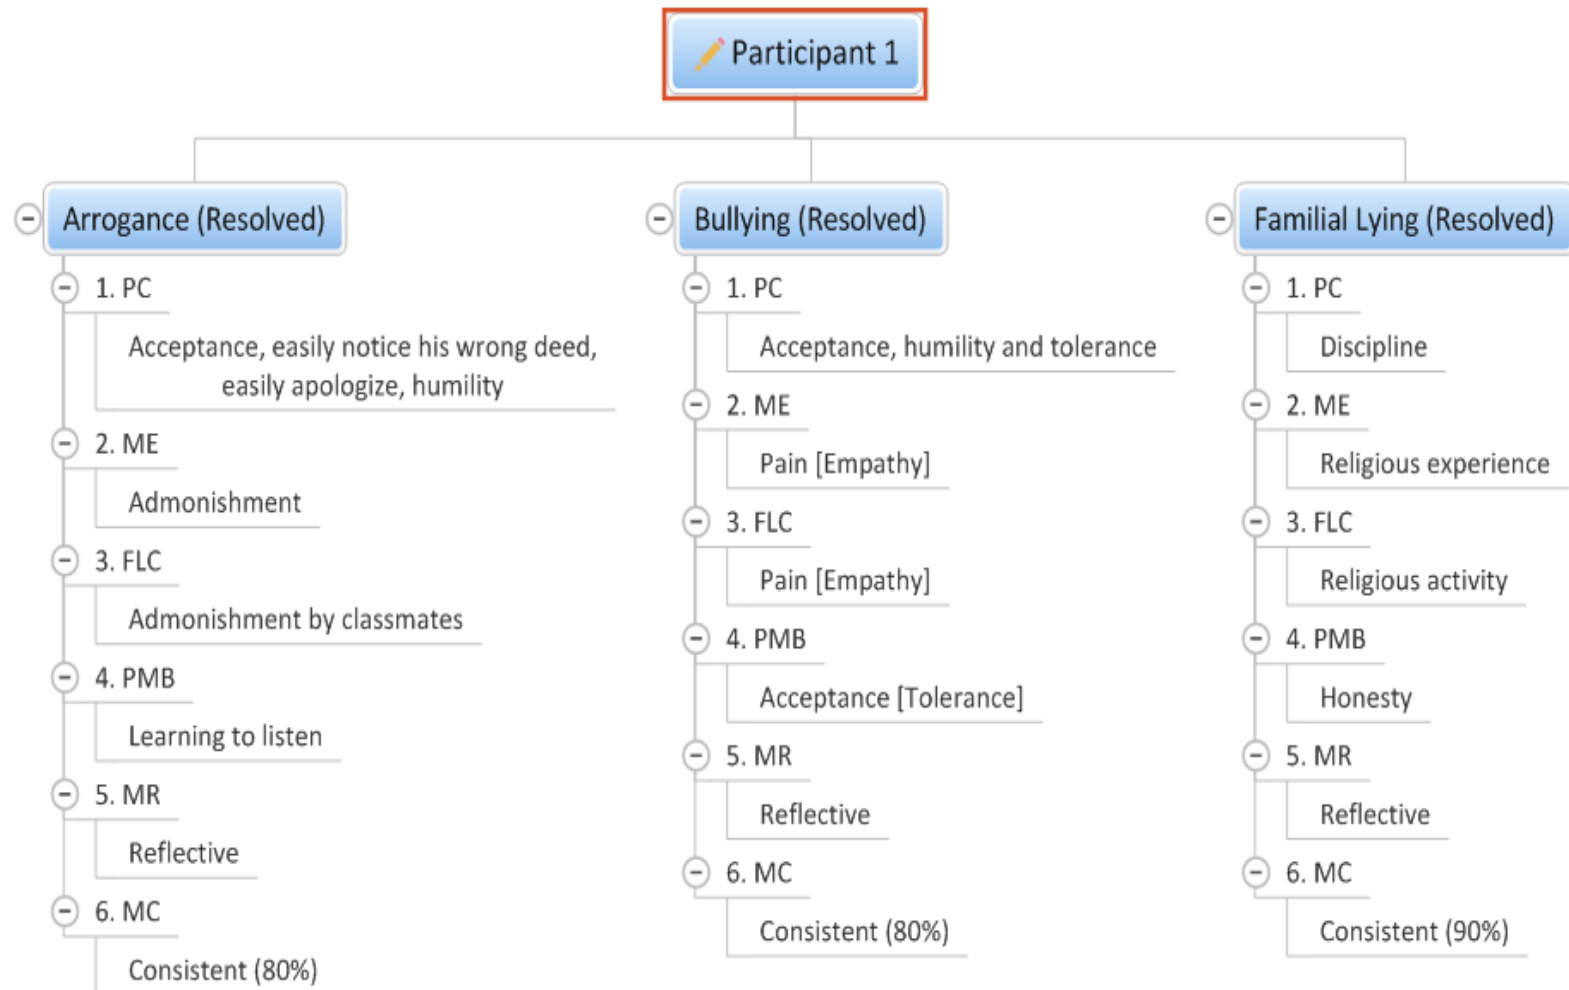 Participant 1
Arrogance (Resolved)
1. PC
Acceptance, easily notice his wrong deed,
easily apologize, humility
2. ME
Admonishment
3. FLC
Admonishment by classmates
4. PMB
Learning to listen
5. MR
Reflective
6. MC
Consistent (80%)
Bullying (Resolved)
1. PC
Acceptance, humility and tolerance
2. ME
Pain [Empathy]
3. FLC
Pain [Empathy]
4. PMB
Acceptance [Tolerance]
5. MR
Reflective
6. MC
Consistent (80%)
Familial Lying (Resolved)
1. PC
Discipline
2. ME
Religious experience
3. FLC
Religious activity
4. PMB
Honesty
5. MR
Reflective
6. MC
Consistent (90%)